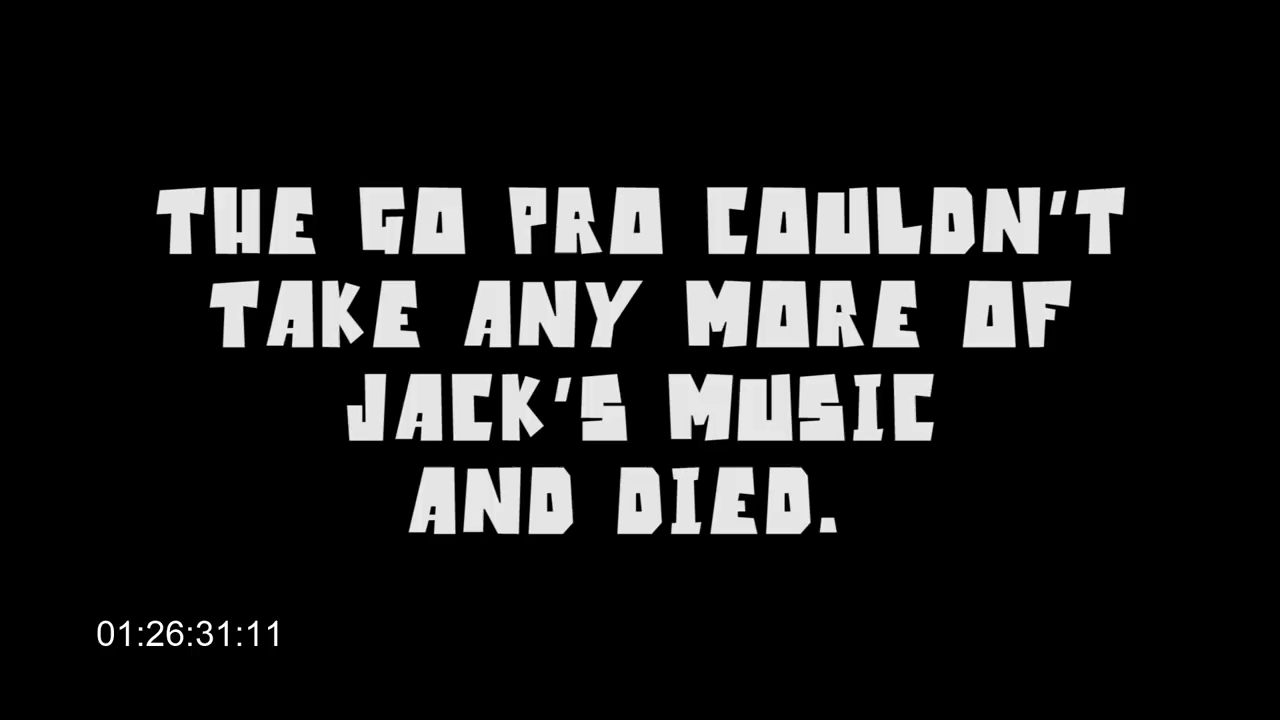 THE GO PRO COULDN'T
TAKE ANY MORE OF
JACK'S MUSIC
AND DIED.
01:26:31:11